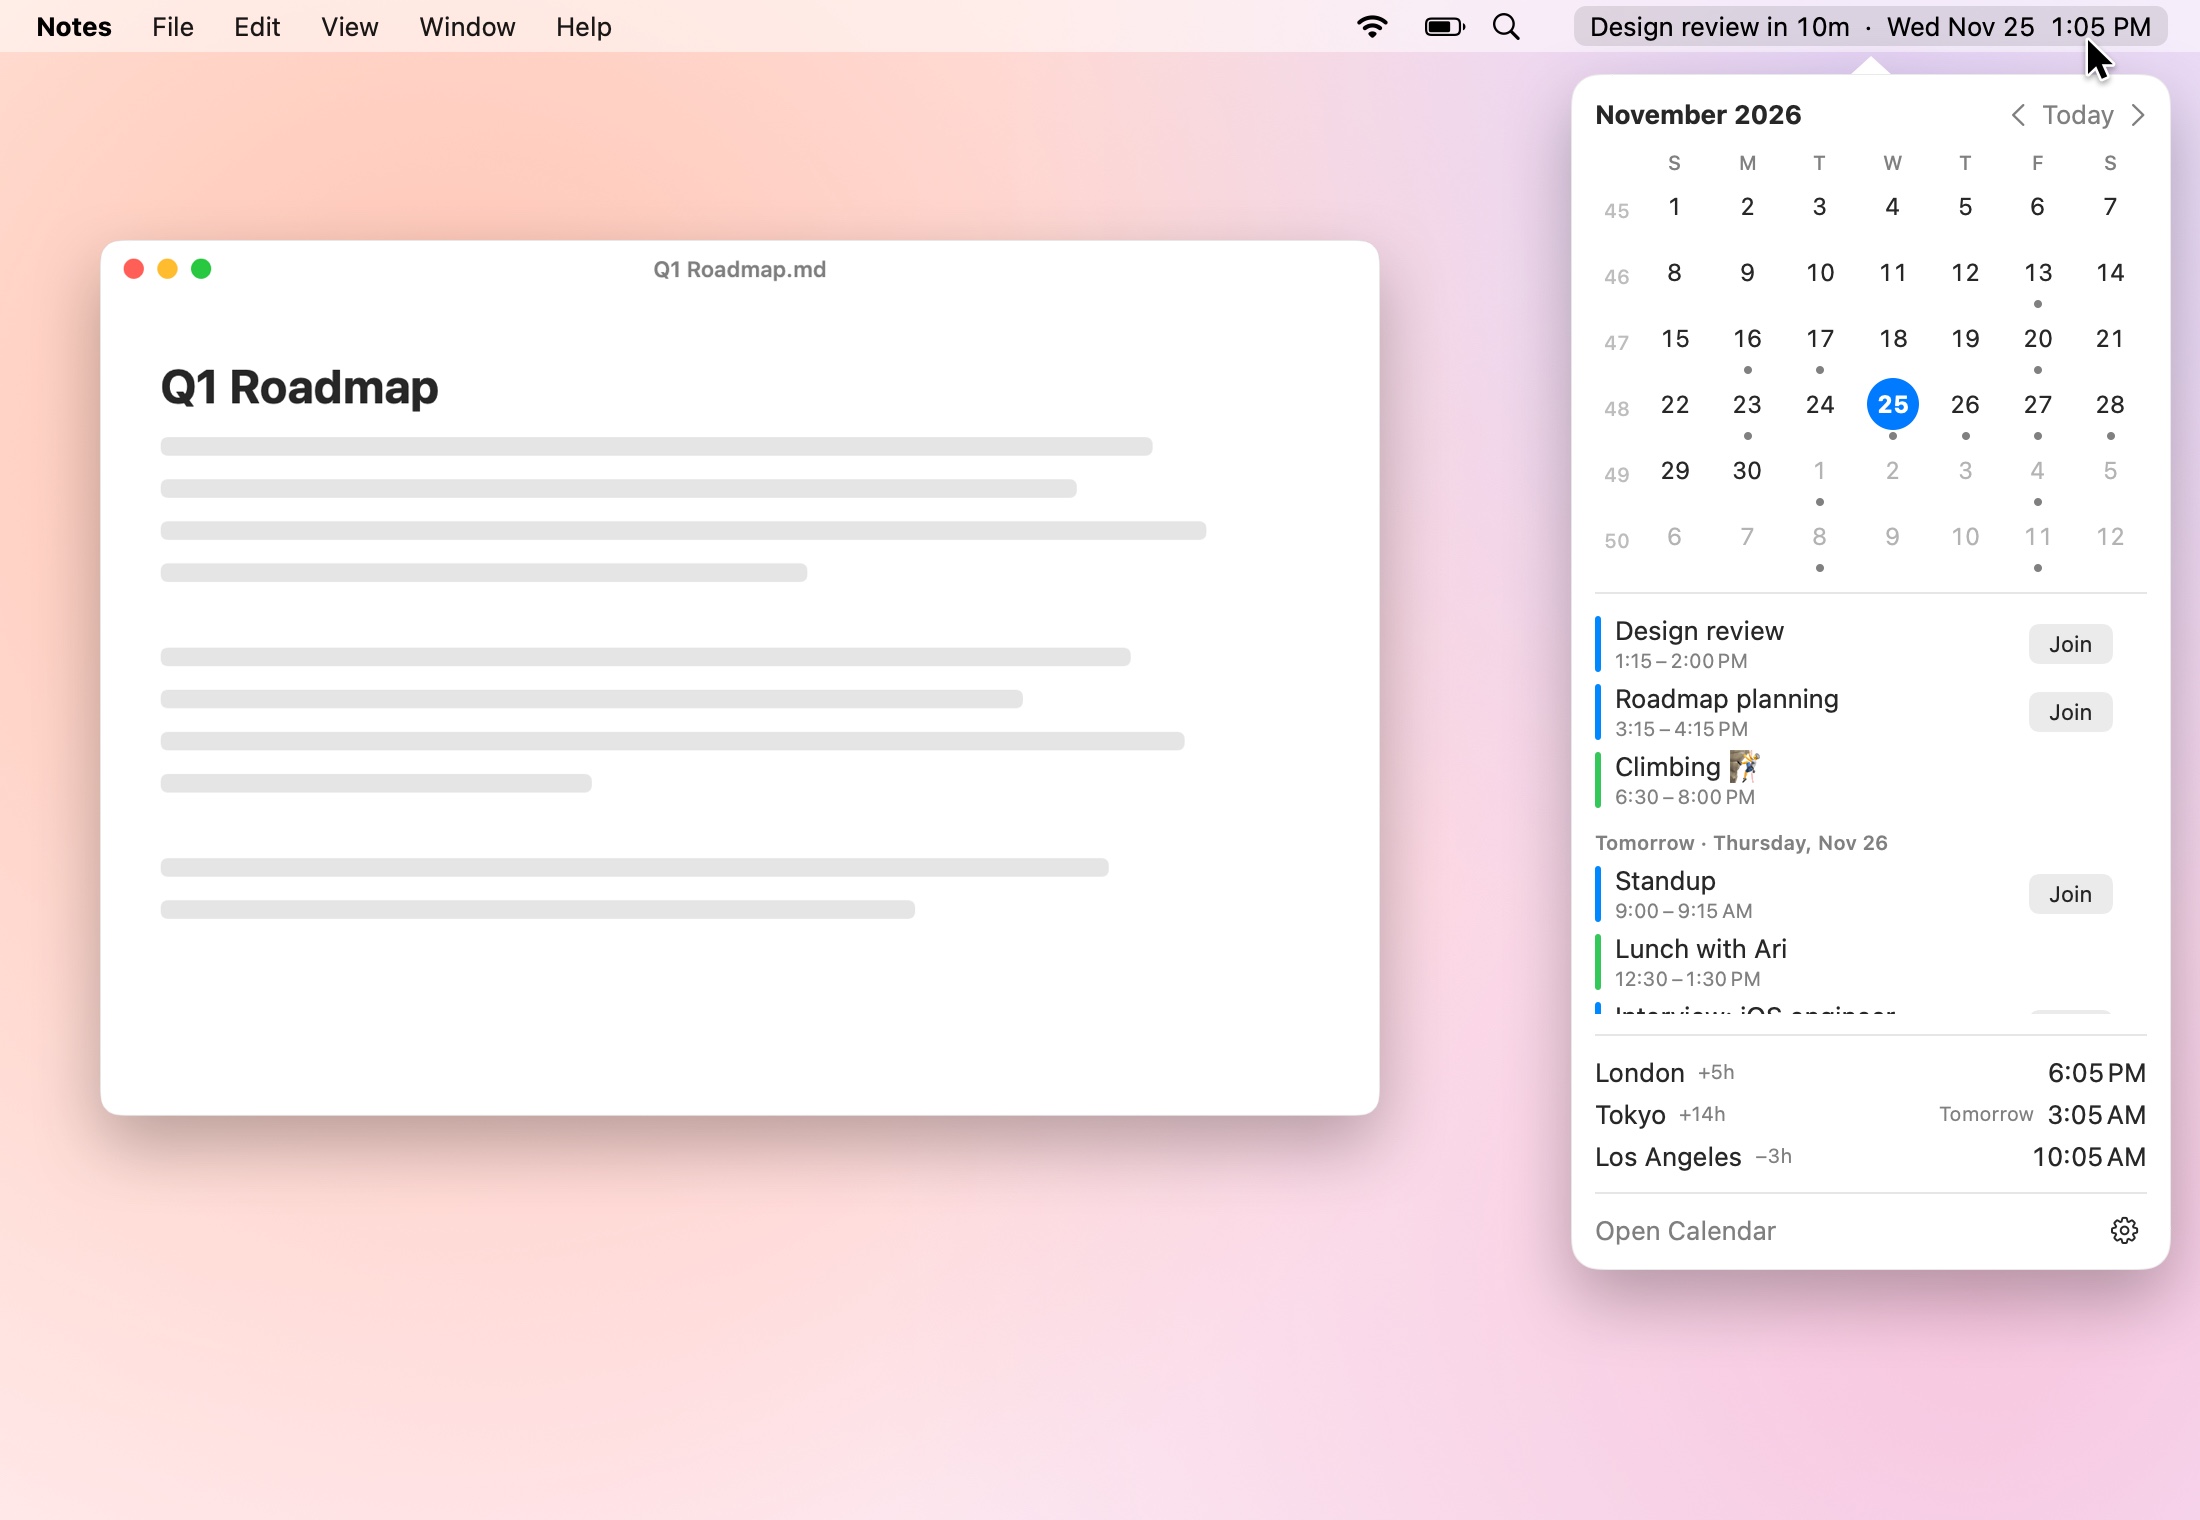 Notes File Edit View Window Help Design review in 10m · Wed Nov 25 1:05 PM
Q1 Roadmap.md
Q1 Roadmap
November 2026 Today
S M T W T F S
45 1 2 3 4 5 6 7
46 8 9 10 11 12 13 14
47 15 16 17 18 19 20 21
48 22 23 24 25 26 27 28
49 29 30 1 2 3 4 5
50 6 7 8 9 10 11 12
Design review
1:15 – 2:00 PM
Join
Roadmap planning
3:15 – 4:15 PM
Join
Climbing
6:30 – 8:00 PM
Tomorrow · Thursday, Nov 26
Standup
9:00 – 9:15 AM
Join
Lunch with Ari
12:30 – 1:30 PM
Interview: iOS engineer
London +5h 6:05 PM
Tokyo +14h Tomorrow 3:05 AM
Los Angeles –3h 10:05 AM
Open Calendar